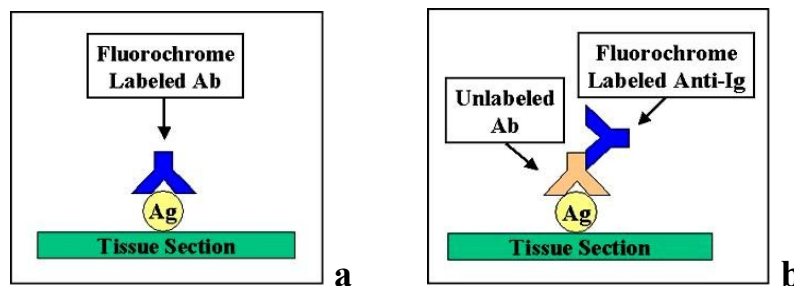 Fluorochrome
Labeled Ab
Ag
Tissue Section
a
Fluorochrome
Labeled Anti-Ig
Unlabeled
Ab
Ag
Tissue Section
b